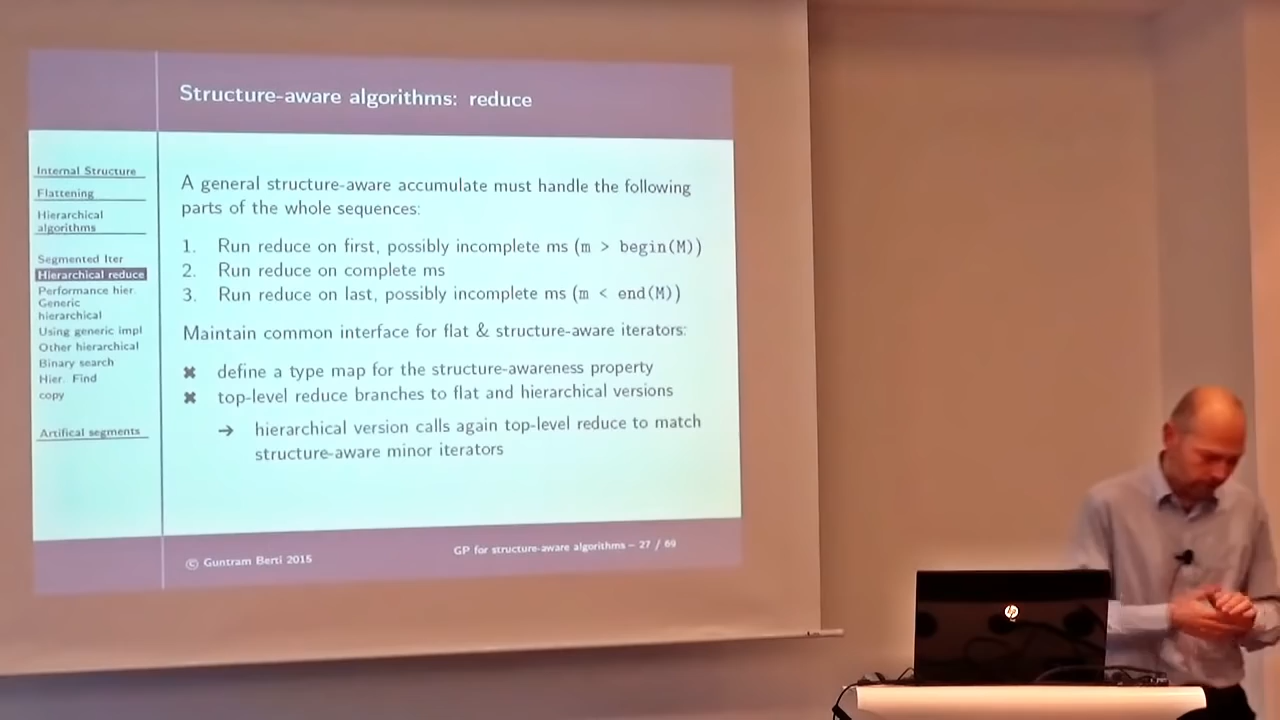 Structure-aware algorithms: reduce
Internal Structure
Flattening
Hierarchical
algorithms
Segmented Iter
Hierarchical reduce
Performance hier.
Generic
hierarchical
Using generic impl
Other hierarchical
Binary search
Hier. Find
copy
Artifical segments
A general structure-aware accumulate must handle the following
parts of the whole sequences:
1. Run reduce on first, possibly incomplete ms (m > begin(M))
2. Run reduce on complete ms
3. Run reduce on last, possibly incomplete ms (m < end(M))
Maintain common interface for flat & structure-aware iterators:
✖ define a type map for the structure-awareness property
✖ top-level reduce branches to flat and hierarchical versions
➔ hierarchical version calls again top-level reduce to match
structure-aware minor iterators
© Guntram Berti 2015
GP for structure-aware algorithms – 27 / 69
hp